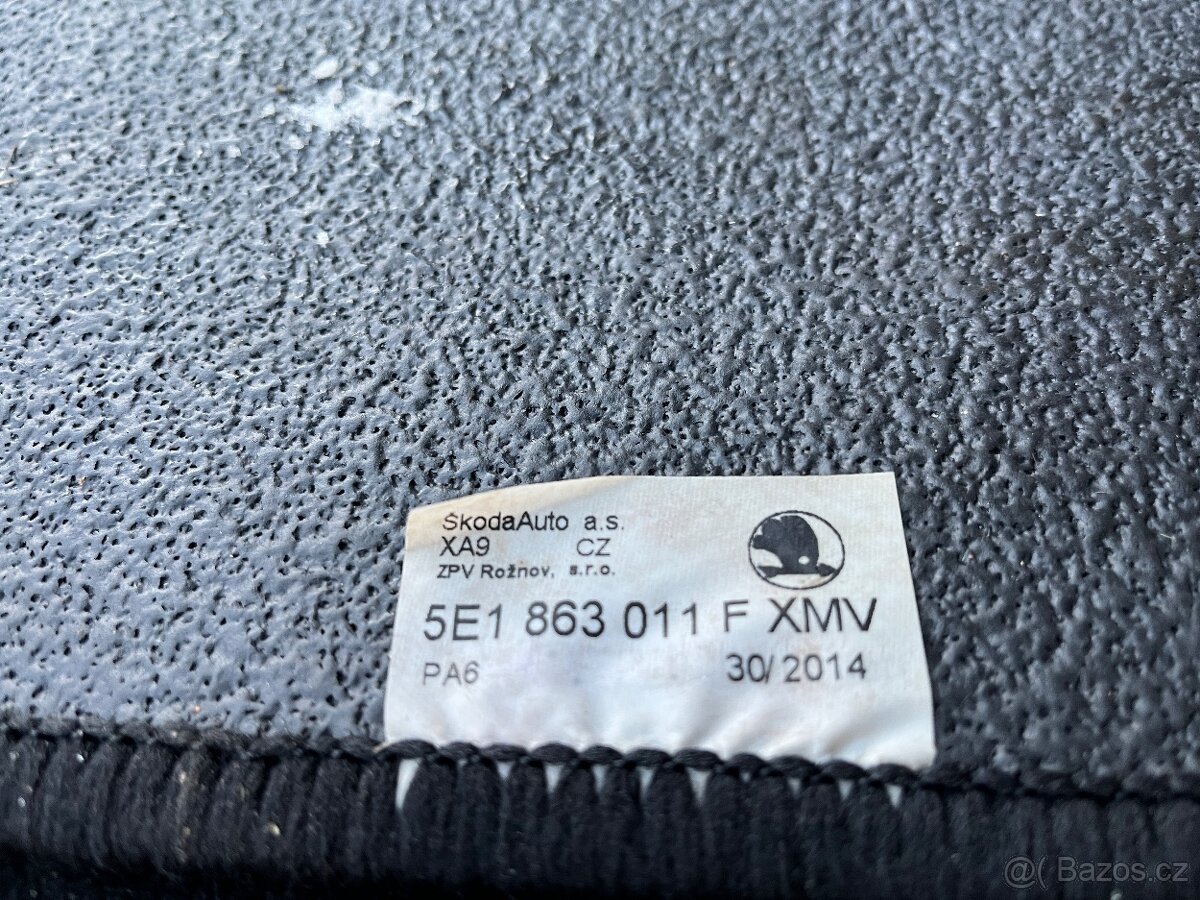 ŠkodaAuto a.s.
XA9 CZ
ZPV Rožnov, s.r.o.
5E1 863 011 F XMV
PA6 30/2014
@( Bazos.cz